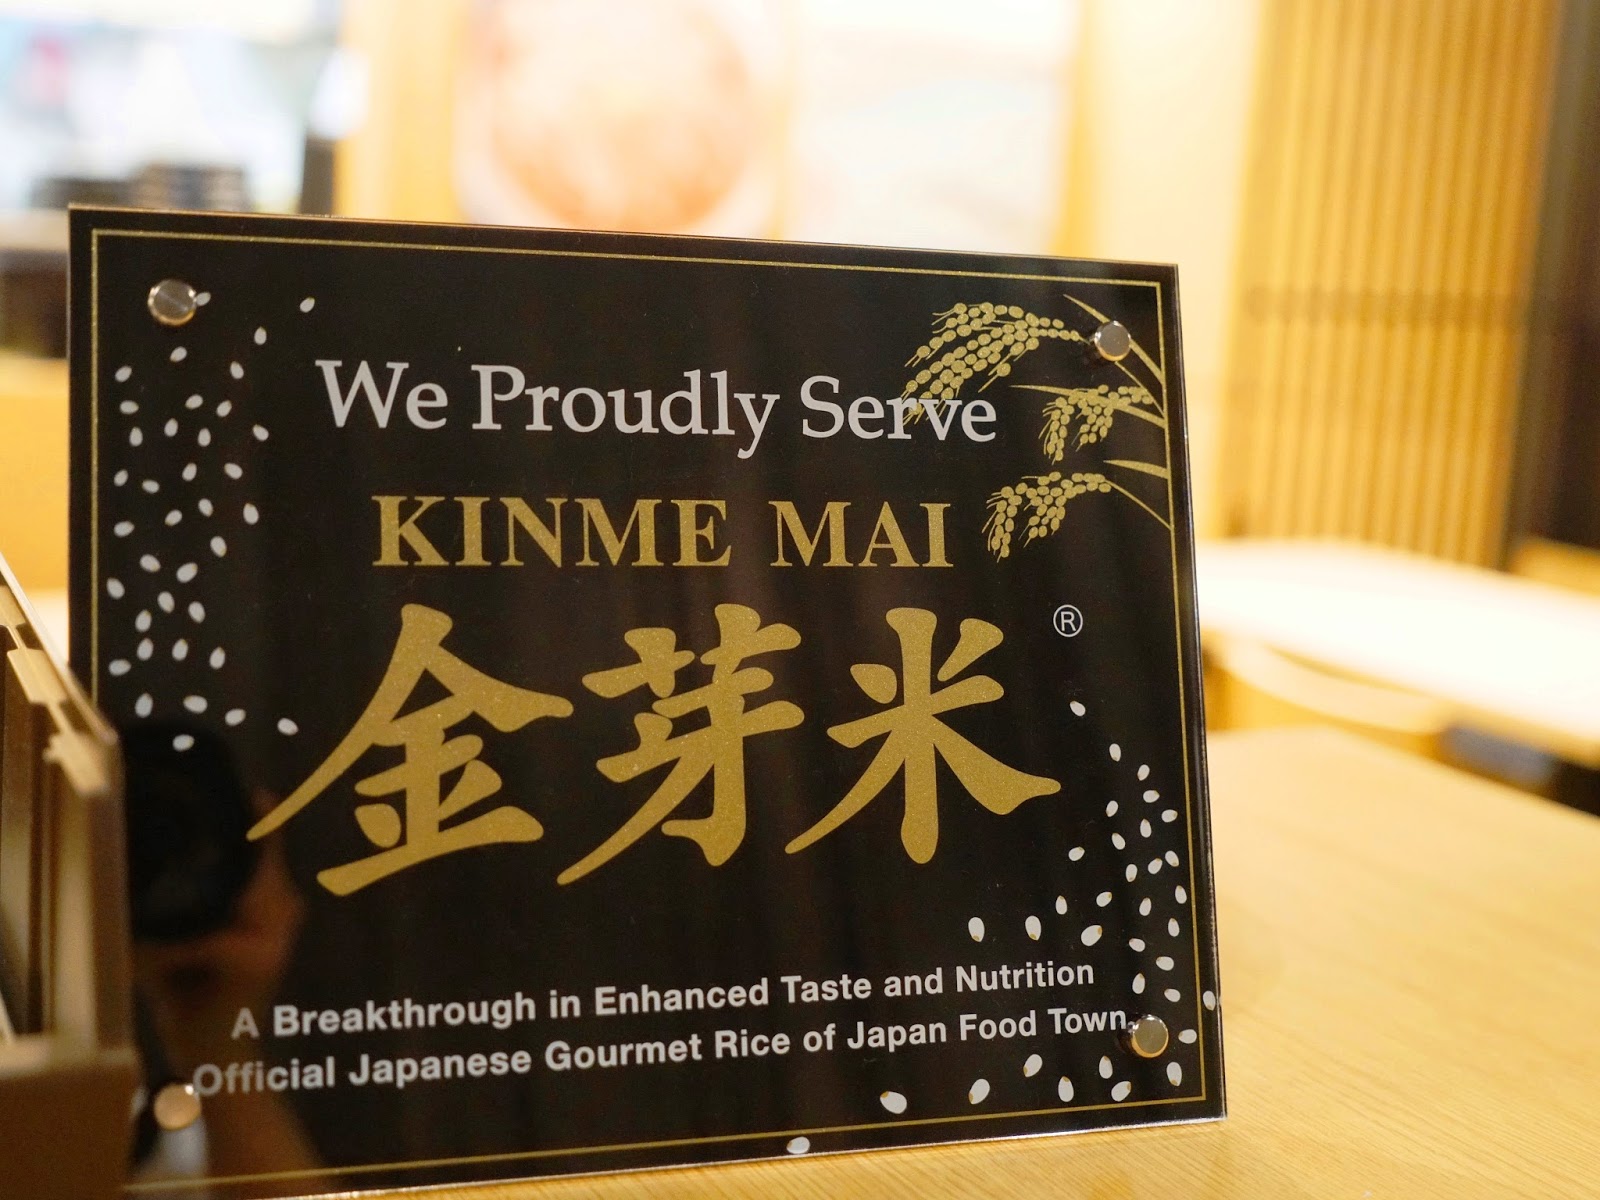 We Proudly Serve
KINME MAI
金芽米®
A Breakthrough in Enhanced Taste and Nutrition
Official Japanese Gourmet Rice of Japan Food Town